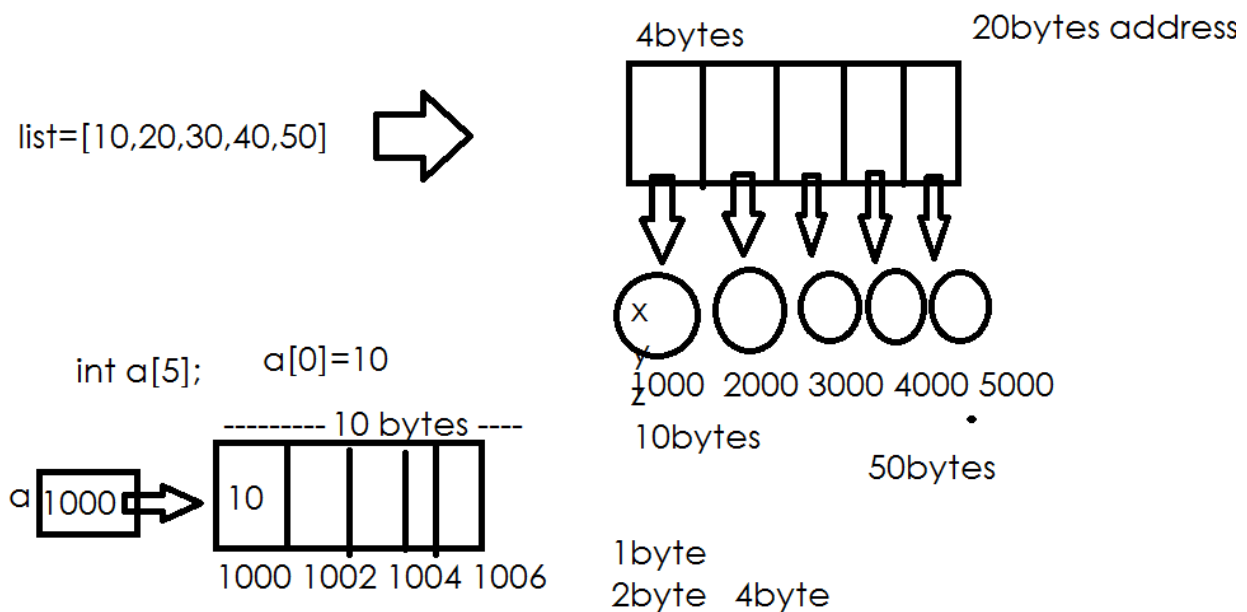 4bytes
20bytes address
list=[10,20,30,40,50]
x
y
z
1000 2000 3000 4000 5000
10bytes
50bytes
int a[5];
a[0]=10
--------- 10 bytes ----
a
1000
10
1000 1002 1004 1006
1byte
2byte 4byte